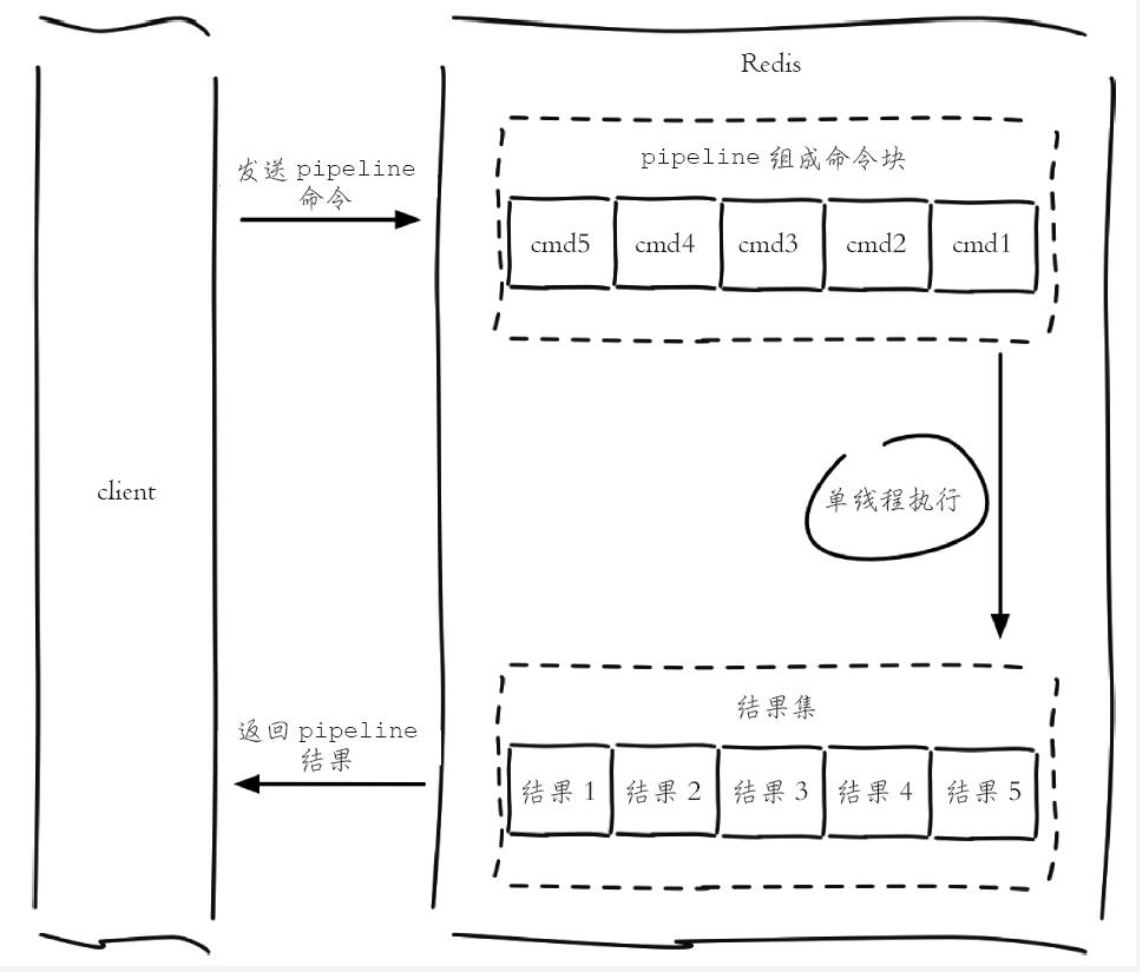 Redis
pipeline 组成命令块
发送 pipeline
命令
cmd5 cmd4 cmd3 cmd2 cmd1
client
单线程执行
结果集
返回 pipeline
结果
结果 1 结果 2 结果 3 结果 4 结果 5